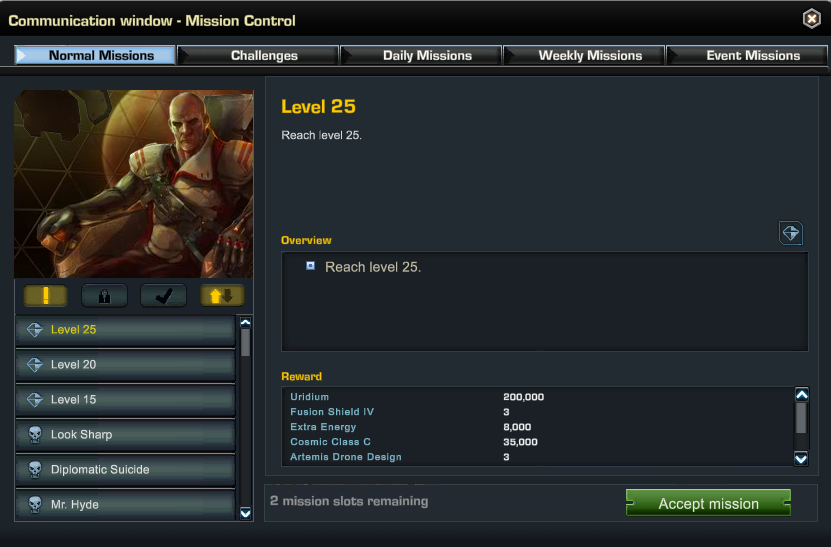 Communication window - Mission Control
Normal Missions
Challenges
Daily Missions
Weekly Missions
Event Missions
Level 25
Level 20
Level 15
Look Sharp
Diplomatic Suicide
Mr. Hyde
Level 25
Reach level 25.
Overview
Reach level 25.
Reward
Uridium 200,000
Fusion Shield IV 3
Extra Energy 8,000
Cosmic Class C 35,000
Artemis Drone Design 3
2 mission slots remaining
Accept mission